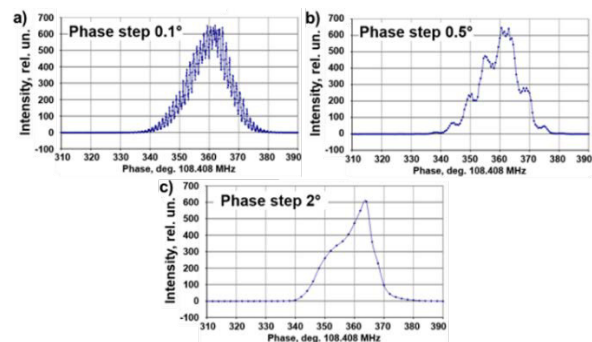 a)
Phase step 0.1°
Intensity, rel. un.
700
600
500
400
300
200
100
0
-100
310 320 330 340 350 360 370 380 390
Phase, deg. 108.408 MHz
b)
Phase step 0.5°
Intensity, rel. un.
700
600
500
400
300
200
100
0
-100
310 320 330 340 350 360 370 380 390
Phase, deg. 108.408 MHz
c)
Phase step 2°
Intensity, rel. un.
700
600
500
400
300
200
100
0
-100
310 320 330 340 350 360 370 380 390
Phase, deg. 108.408 MHz